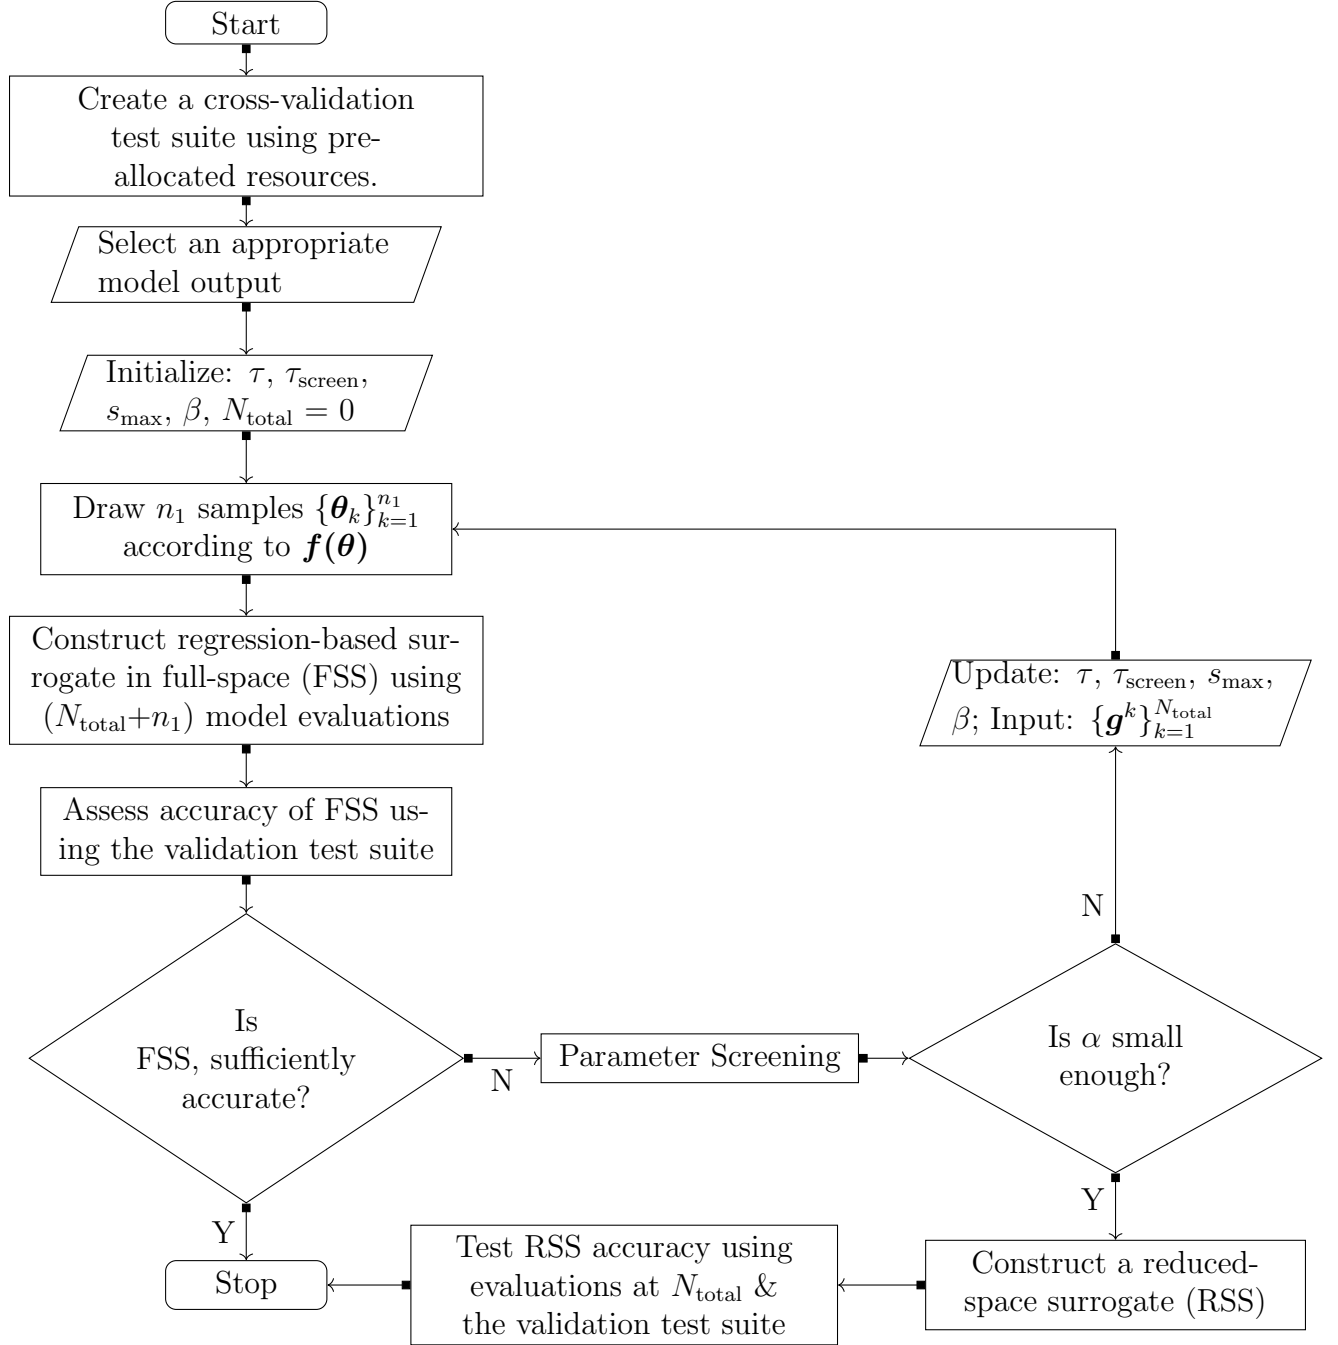 Start
Create a cross-validation
test suite using pre-
allocated resources.
Select an appropriate
model output
Initialize: τ, τ_screen,
s_max, β, N_total = 0
Draw n_1 samples {θ_k}_{k=1}^{n_1}
according to f(θ)
Construct regression-based sur-
rogate in full-space (FSS) using
(N_total+n_1) model evaluations
Assess accuracy of FSS us-
ing the validation test suite
Is
FSS, sufficiently
accurate?
N
Y
Parameter Screening
Is α small
enough?
N
Y
Update: τ, τ_screen, s_max,
β; Input: {g^k}_{k=1}^{N_total}
Construct a reduced-
space surrogate (RSS)
Test RSS accuracy using
evaluations at N_total &
the validation test suite
Stop